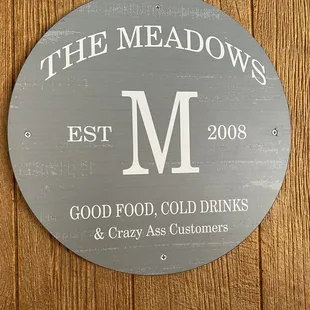 THE MEADOWS
EST M 2008
GOOD FOOD, COLD DRINKS
& Crazy Ass Customers